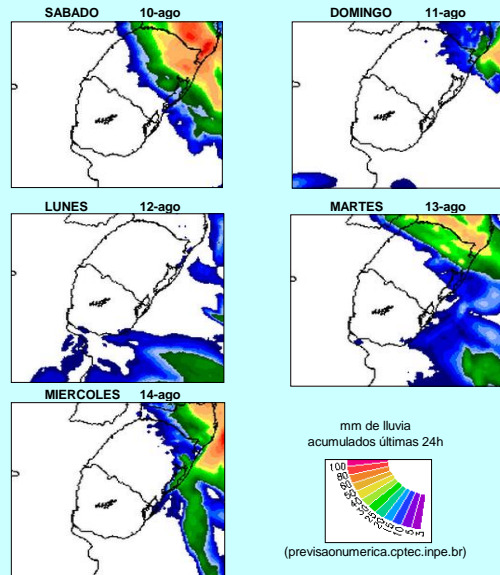 SABADO 10-ago
DOMINGO 11-ago
LUNES 12-ago
MARTES 13-ago
MIERCOLES 14-ago
mm de lluvia
acumulados últimas 24h
100
80
(previsaonumerica.cptec.inpe.br)